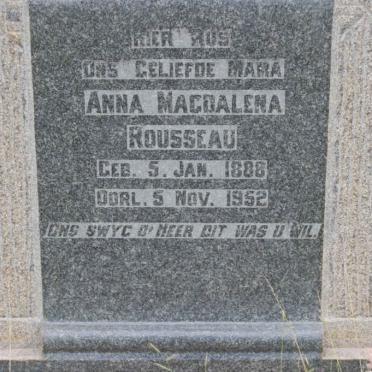 HIER RUS
ONS GELIEFDE MAMA
ANNA MAGDALENA
ROUSSEAU
GEB. 5. JAN. 1886
OORL. 5 NOV. 1952
ONS SWYG O' HEER DIT WAS U WIL.